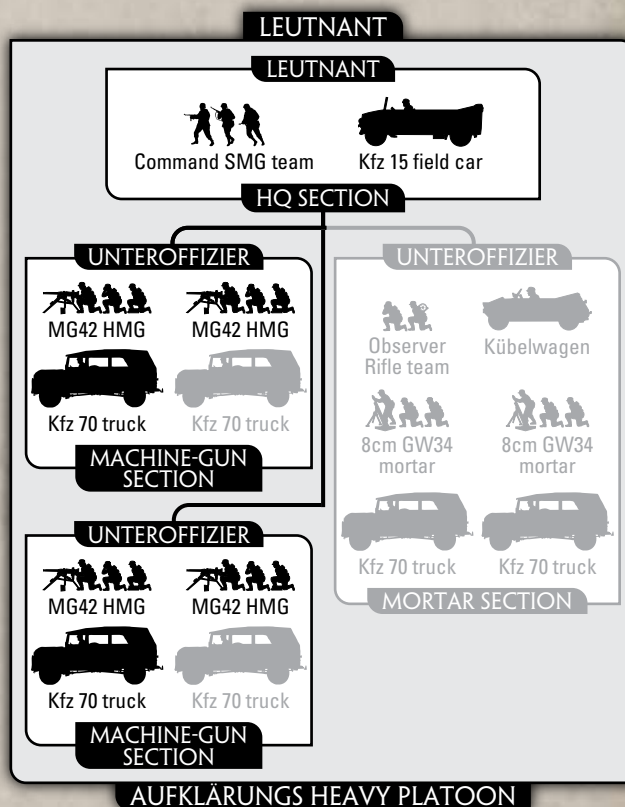 LEUTNANT
LEUTNANT
Command SMG team
Kfz 15 field car
HQ SECTION
UNTEROFFIZIER
MG42 HMG
MG42 HMG
Kfz 70 truck
Kfz 70 truck
MACHINE-GUN
SECTION
UNTEROFFIZIER
Observer
Rifle team
Kübelwagen
8cm GW34
mortar
8cm GW34
mortar
Kfz 70 truck
Kfz 70 truck
MORTAR SECTION
UNTEROFFIZIER
MG42 HMG
MG42 HMG
Kfz 70 truck
Kfz 70 truck
MACHINE-GUN
SECTION
AUFKLÄRUNGS HEAVY PLATOON